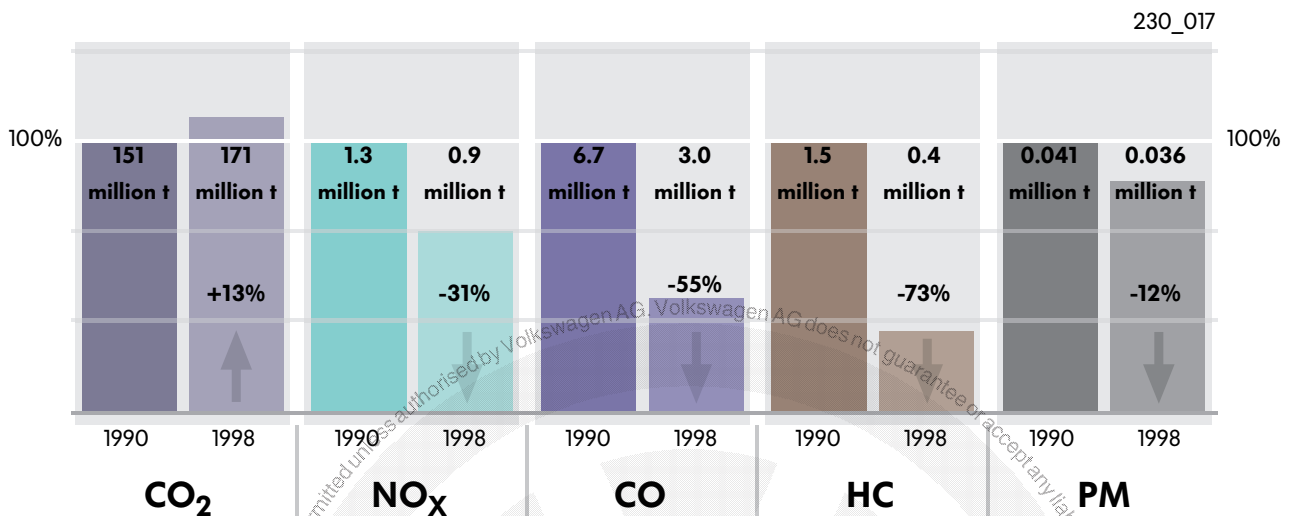 230_017
100%
100%
151
million t
171
million t
+13%
1.3
million t
0.9
million t
-31%
6.7
million t
3.0
million t
-55%
1.5
million t
0.4
million t
-73%
0.041
million t
0.036
million t
-12%
1990 1998
1990 1998
1990 1998
1990 1998
1990 1998
CO2
NOX
CO
HC
PM
unless authorised by Volkswagen AG. Volkswagen AG does not guarantee or accept any